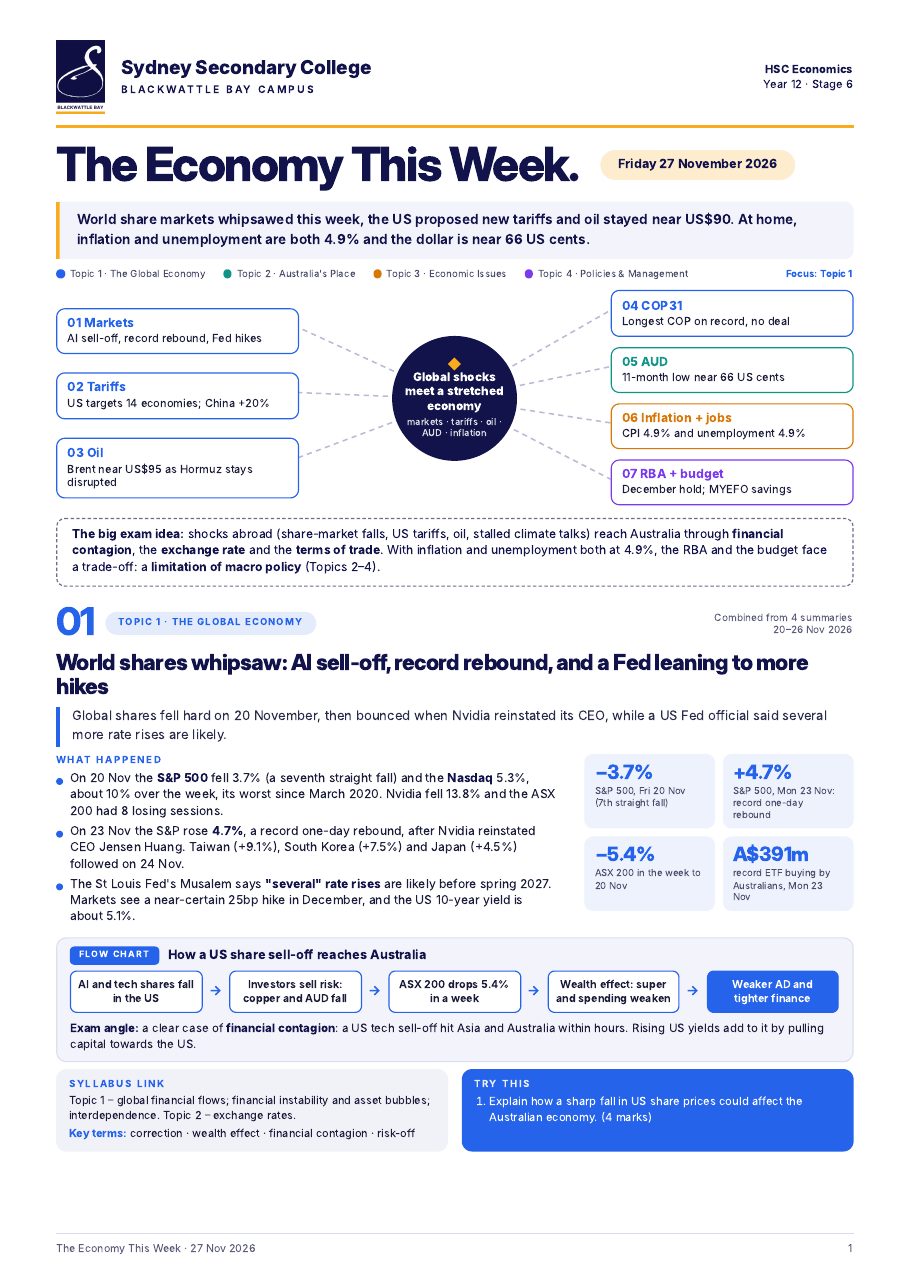 BLACKWATTLE BAY
Sydney Secondary College
BLACKWATTLE BAY CAMPUS
HSC Economics
Year 12 · Stage 6
The Economy This Week.
Friday 27 November 2026
World share markets whipsawed this week, the US proposed new tariffs and oil stayed near US$90. At home,
inflation and unemployment are both 4.9% and the dollar is near 66 US cents.
Topic 1 · The Global Economy
Topic 2 · Australia's Place
Topic 3 · Economic Issues
Topic 4 · Policies & Management
Focus: Topic 1
01 Markets
AI sell-off, record rebound, Fed hikes
02 Tariffs
US targets 14 economies; China +20%
03 Oil
Brent near US$95 as Hormuz stays
disrupted
Global shocks
meet a stretched
economy
markets · tariffs · oil ·
AUD · inflation
04 COP31
Longest COP on record, no deal
05 AUD
11-month low near 66 US cents
06 Inflation + jobs
CPI 4.9% and unemployment 4.9%
07 RBA + budget
December hold; MYEFO savings
The big exam idea: shocks abroad (share-market falls, US tariffs, oil, stalled climate talks) reach Australia through financial
contagion, the exchange rate and the terms of trade. With inflation and unemployment both at 4.9%, the RBA and the budget face
a trade-off: a limitation of macro policy (Topics 2–4).
01
TOPIC 1 · THE GLOBAL ECONOMY
Combined from 4 summaries
20–26 Nov 2026
World shares whipsaw: AI sell-off, record rebound, and a Fed leaning to more
hikes
Global shares fell hard on 20 November, then bounced when Nvidia reinstated its CEO, while a US Fed official said several
more rate rises are likely.
WHAT HAPPENED
On 20 Nov the S&P 500 fell 3.7% (a seventh straight fall) and the Nasdaq 5.3%,
about 10% over the week, its worst since March 2020. Nvidia fell 13.8% and the ASX
200 had 8 losing sessions.
On 23 Nov the S&P rose 4.7%, a record one-day rebound, after Nvidia reinstated
CEO Jensen Huang. Taiwan (+9.1%), South Korea (+7.5%) and Japan (+4.5%)
followed on 24 Nov.
The St Louis Fed's Musalem says "several" rate rises are likely before spring 2027.
Markets see a near-certain 25bp hike in December, and the US 10-year yield is
about 5.1%.
–3.7%
S&P 500, Fri 20 Nov
(7th straight fall)
+4.7%
S&P 500, Mon 23 Nov:
record one-day
rebound
–5.4%
ASX 200 in the week to
20 Nov
A$391m
record ETF buying by
Australians, Mon 23
Nov
FLOW CHART
How a US share sell-off reaches Australia
AI and tech shares fall
in the US
→
Investors sell risk:
copper and AUD fall
→
ASX 200 drops 5.4%
in a week
→
Wealth effect: super
and spending weaken
→
Weaker AD and
tighter finance
Exam angle: a clear case of financial contagion: a US tech sell-off hit Asia and Australia within hours. Rising US yields add to it by pulling
capital towards the US.
SYLLABUS LINK
Topic 1 – global financial flows; financial instability and asset bubbles;
interdependence. Topic 2 – exchange rates.
Key terms: correction · wealth effect · financial contagion · risk-off
TRY THIS
1. Explain how a sharp fall in US share prices could affect the
Australian economy. (4 marks)
The Economy This Week · 27 Nov 2026
1